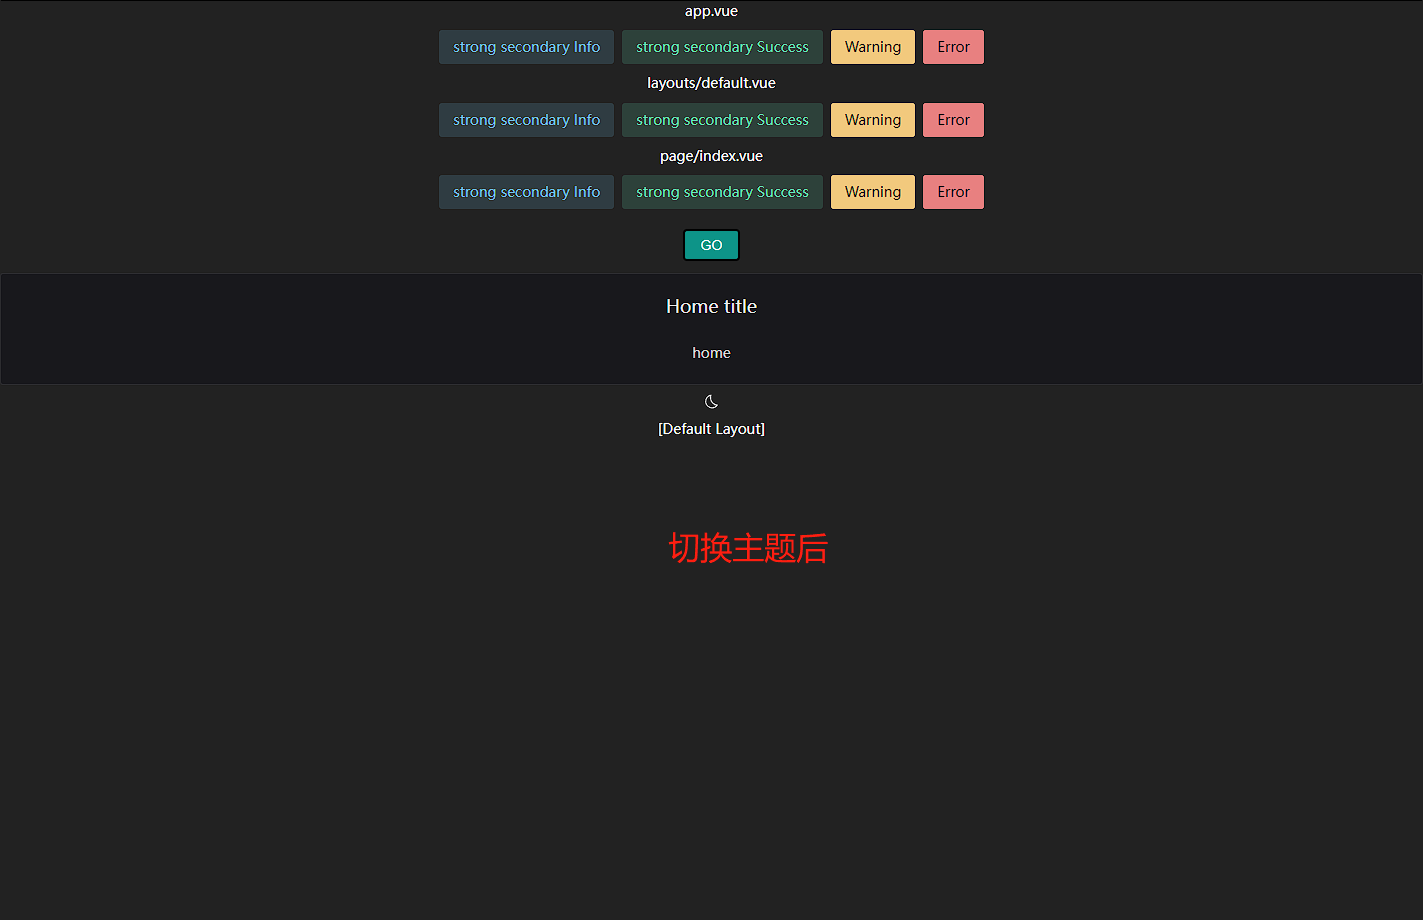 app.vue
strong secondary Info strong secondary Success Warning Error
layouts/default.vue
strong secondary Info strong secondary Success Warning Error
page/index.vue
strong secondary Info strong secondary Success Warning Error
GO
Home title
home
[Default Layout]
切换主题后